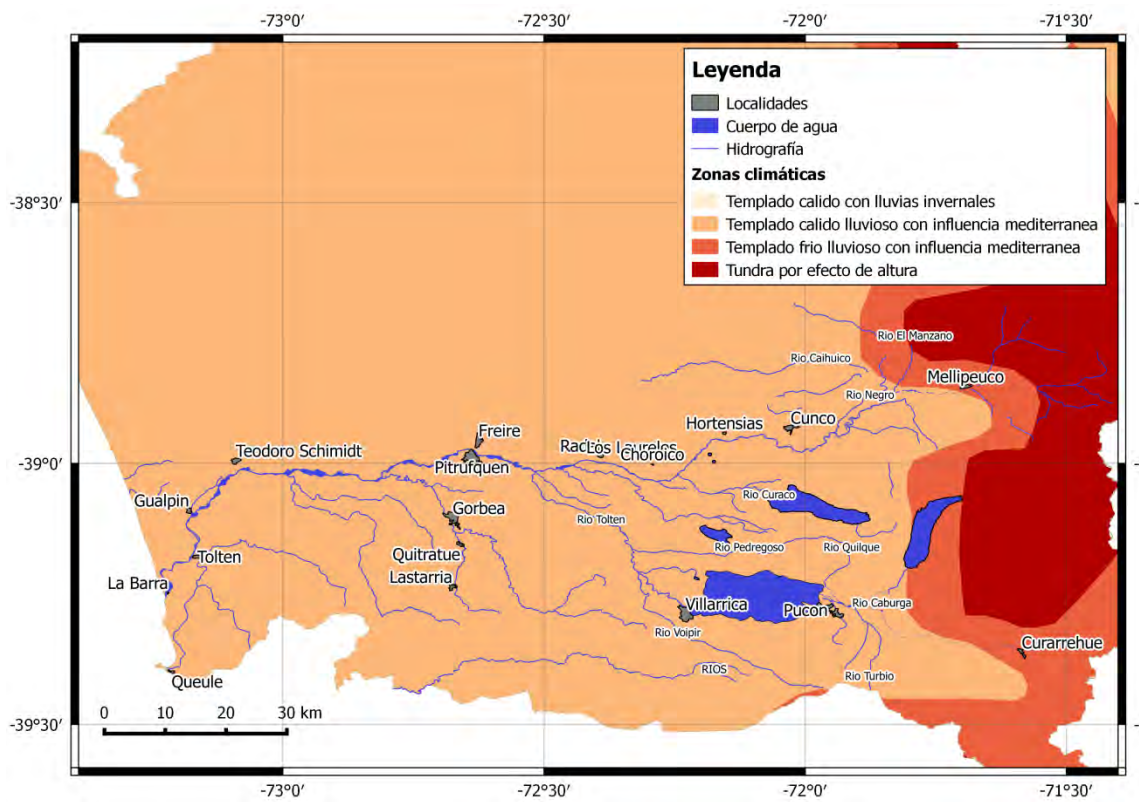 -73°0'
-72°30'
-72°0'
-71°30'
Leyenda
Localidades
Cuerpo de agua
Hidrografía
Zonas climáticas
Templado calido con lluvias invernales
Templado calido lluvioso con influencia mediterranea
Templado frio lluvioso con influencia mediterranea
Tundra por efecto de altura
-38°30'
Rio El Manzano
Rio Caihuico
Mellipeuco
Rio Negro
Hortensias
Cunco
Freire
Teodoro Schimidt
Los Laureles
Choroico
Pitrufquen
-39°0'
Rio Curaco
Gualpin
Gorbea
Rio Tolten
Rio Pedregoso
Rio Quilque
Tolten
Quitratue
Lastarria
La Barra
Villarrica
Pucon
Rio Caburga
Rio Voipir
Curarrehue
RIOS
Rio Turbio
Queule
0 10 20 30 km
-39°30'
-73°0'
-72°30'
-72°0'
-71°30'